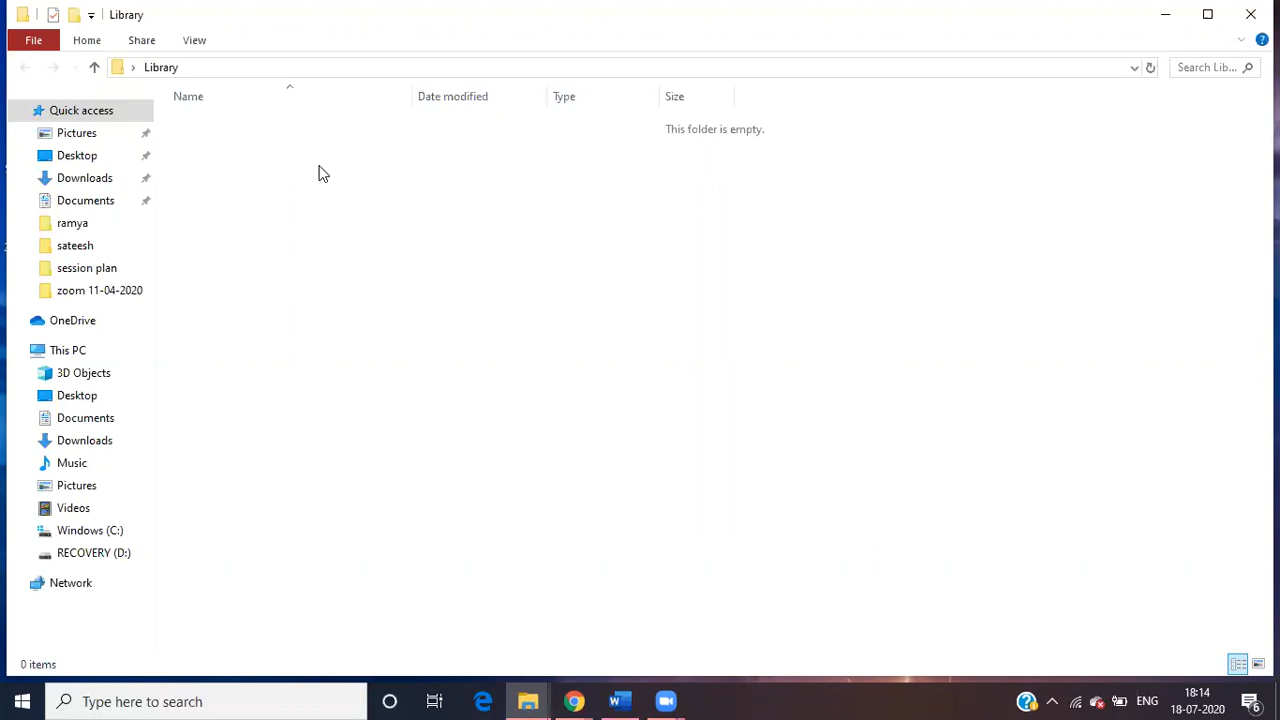 Library
File Home Share View
Library
Search Lib...
Name Date modified Type Size
This folder is empty.
Quick access
Pictures
Desktop
Downloads
Documents
ramya
sateesh
session plan
zoom 11-04-2020
OneDrive
This PC
3D Objects
Desktop
Documents
Downloads
Music
Pictures
Videos
Windows (C:)
RECOVERY (D:)
Network
0 items
Type here to search
ENG
18:14
18-07-2020
6